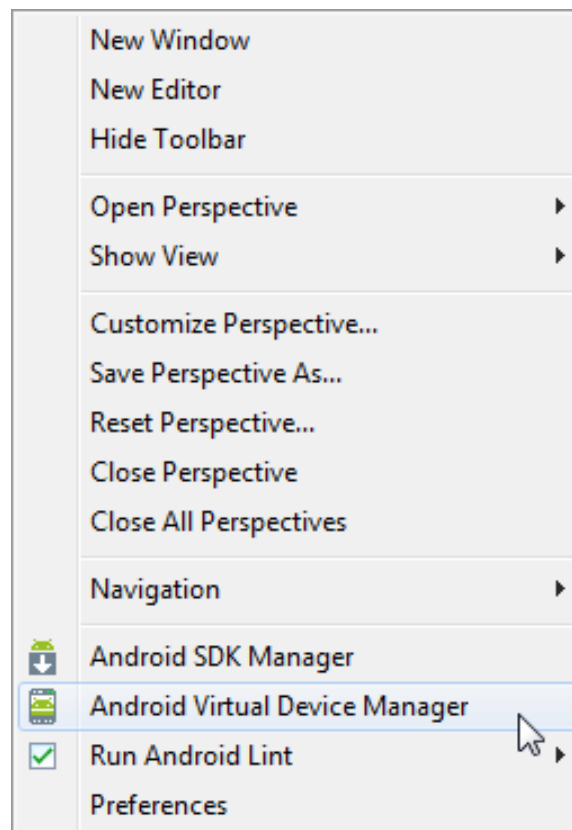 New Window
New Editor
Hide Toolbar
Open Perspective
Show View
Customize Perspective...
Save Perspective As...
Reset Perspective...
Close Perspective
Close All Perspectives
Navigation
Android SDK Manager
Android Virtual Device Manager
Run Android Lint
Preferences